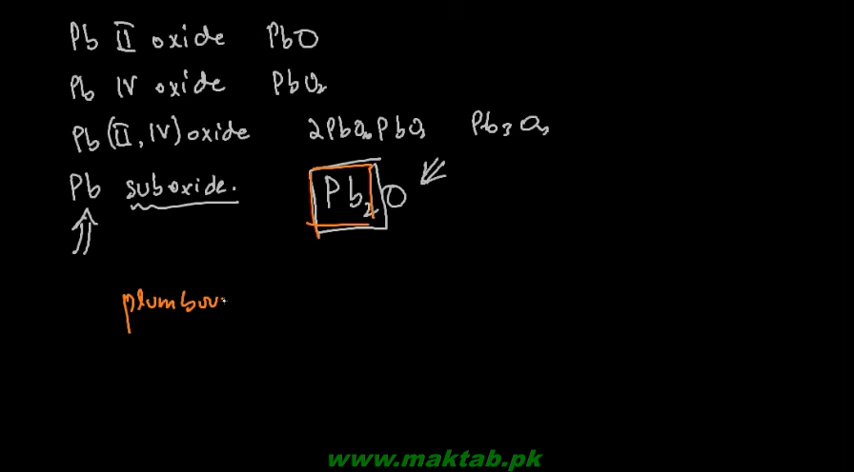 Pb II oxide PbO
Pb IV oxide PbO₂
Pb (II, IV) oxide 2PbO. PbO₂ Pb₃O₄
Pb suboxide. Pb₂O
plumbou
www.maktab.pk